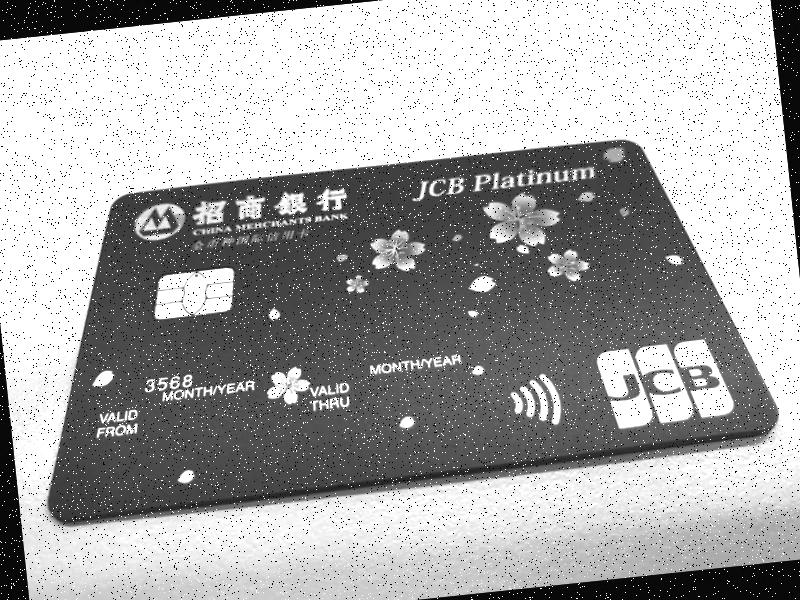 招商银行
CHINA MERCHANTS BANK
JCB Platinum
3568
MONTH/YEAR
MONTH/YEAR
VALID
FROM
VALID
THRU
JCB